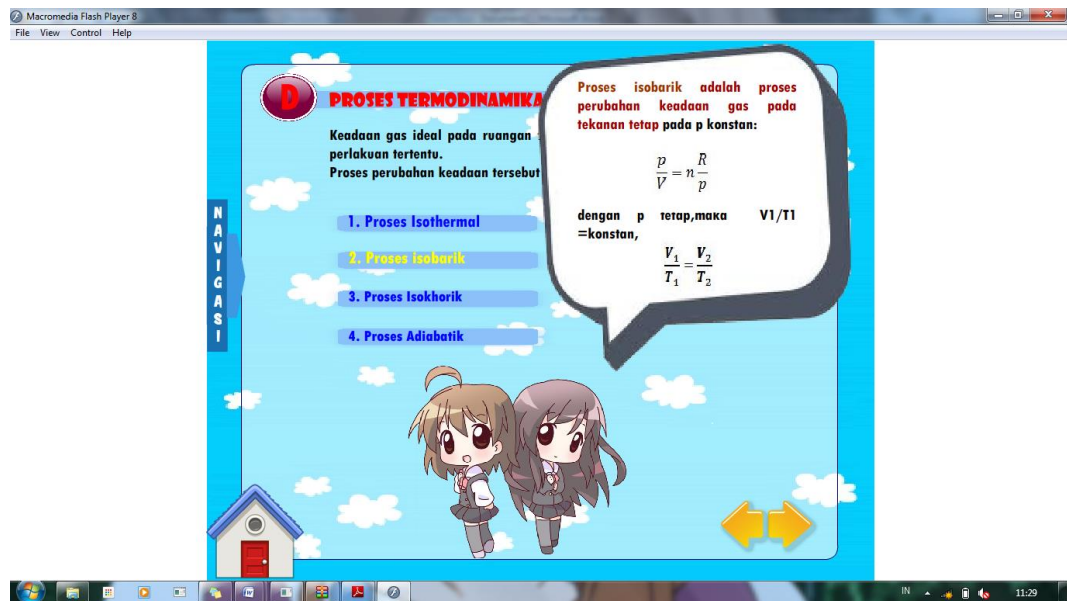 Macromedia Flash Player 8
File View Control Help
D
PROSES TERMODINAMIKA
Keadaan gas ideal pada ruangan
perlakuan tertentu.
Proses perubahan keadaan tersebut
1. Proses Isothermal
2. Proses isobarik
3. Proses Isokhorik
4. Proses Adiabatik
Proses isobarik adalah proses
perubahan keadaan gas pada
tekanan tetap pada p konstan:
p/V = n R/p
dengan p tetap,maka V1/T1
=konstan,
V₁/T₁ = V₂/T₂
NAVIGASI
IN 11:29